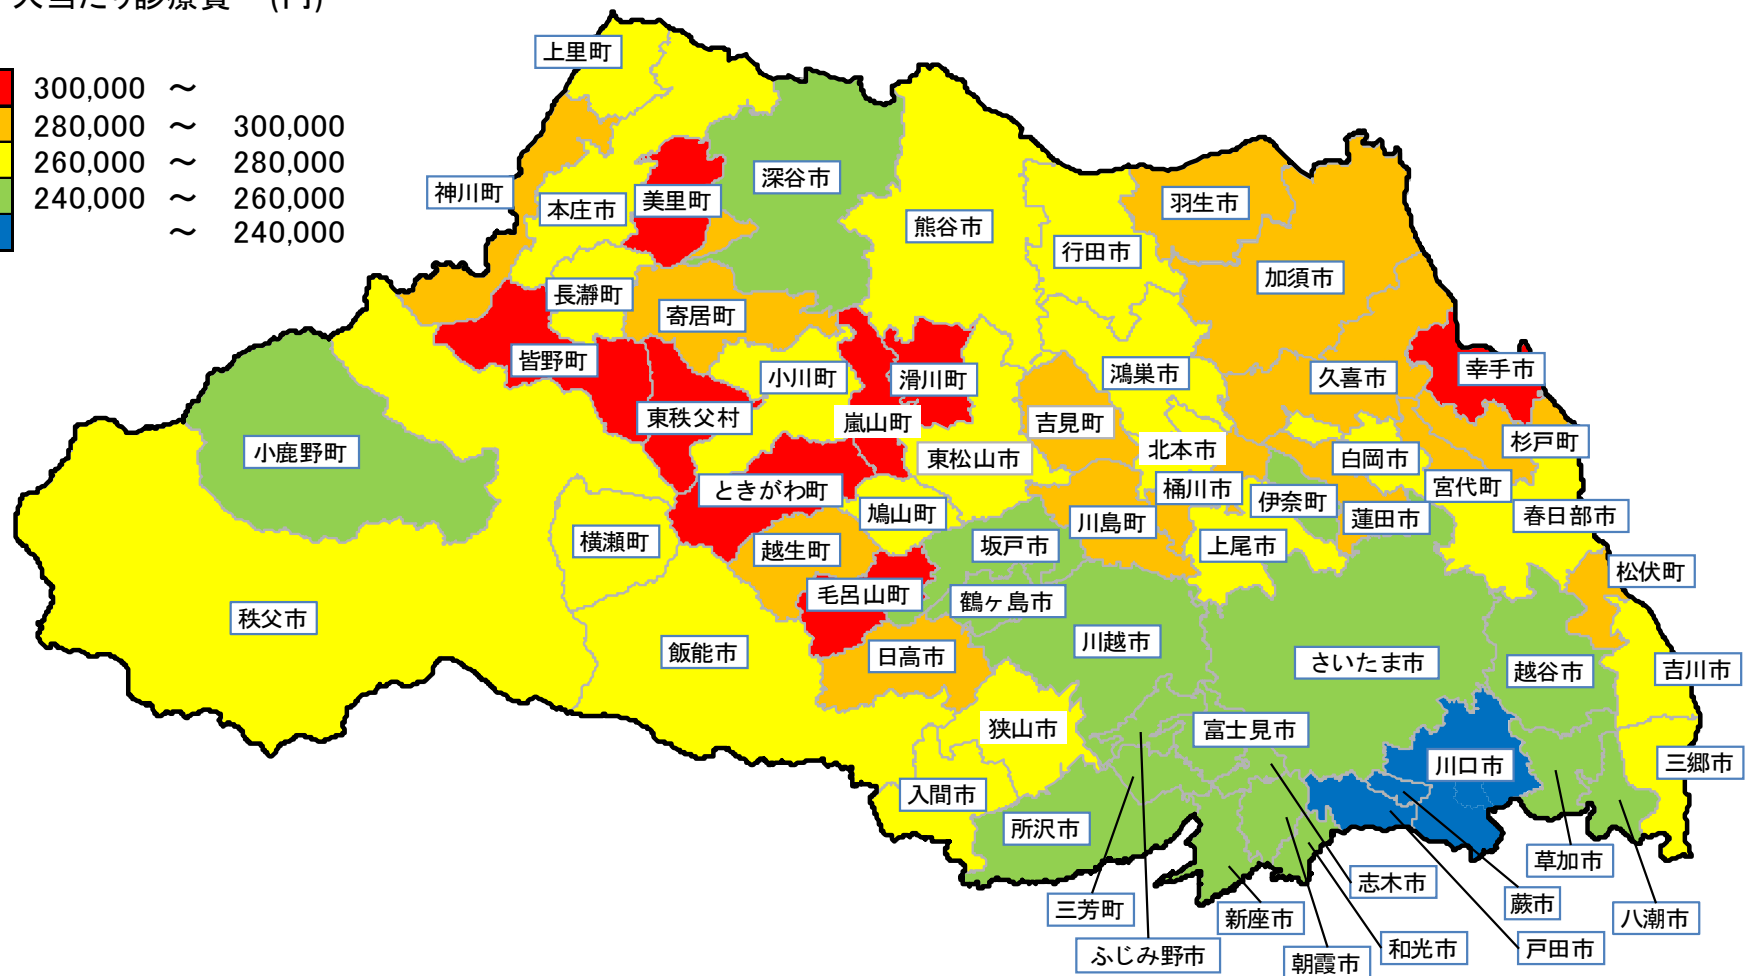 人当たり診療費 (円)
300,000 ～
280,000 ～ 300,000
260,000 ～ 280,000
240,000 ～ 260,000
～ 240,000
上里町
神川町
本庄市
美里町
深谷市
熊谷市
行田市
羽生市
加須市
長瀞町
寄居町
皆野町
小川町
滑川町
鴻巣市
久喜市
幸手市
東秩父村
嵐山町
吉見町
小鹿野町
東松山市
北本市
白岡市
杉戸町
ときがわ町
桶川市
宮代町
鳩山町
川島町
伊奈町
蓮田市
春日部市
横瀬町
越生町
坂戸市
上尾市
松伏町
毛呂山町
鶴ヶ島市
秩父市
飯能市
日高市
川越市
さいたま市
越谷市
吉川市
狭山市
富士見市
川口市
三郷市
入間市
所沢市
草加市
志木市
蕨市
三芳町
新座市
八潮市
ふじみ野市
朝霞市
和光市
戸田市